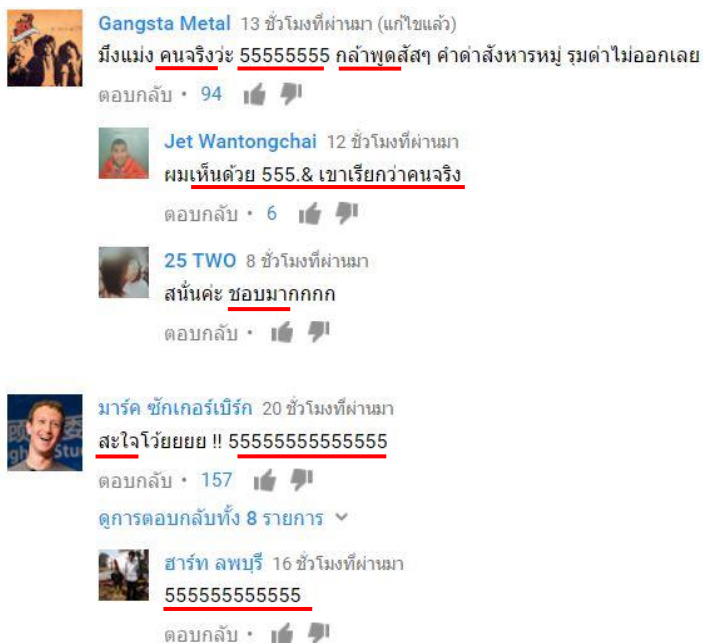 Gangsta Metal 13 ชั่วโมงที่ผ่านมา (แก้ไขแล้ว)
มึงแม่ง คนจริงว่ะ 55555555 กล้าพูดสัสๆ คำด่าสังหารหมู่ รุมด่าไม่ออกเลย
ตอบกลับ • 94
Jet Wantongchai 12 ชั่วโมงที่ผ่านมา
ผมเห็นด้วย 555.& เขาเรียกว่าคนจริง
ตอบกลับ • 6
25 TWO 8 ชั่วโมงที่ผ่านมา
สนั่นค่ะ ชอบมากกกก
ตอบกลับ •
มาร์ค ซักเกอร์เบิร์ก 20 ชั่วโมงที่ผ่านมา
สะใจโว้ยยยย !! 55555555555555
ตอบกลับ • 157
ดูการตอบกลับทั้ง 8 รายการ
ฮาร์ท ลพบุรี 16 ชั่วโมงที่ผ่านมา
555555555555
ตอบกลับ •